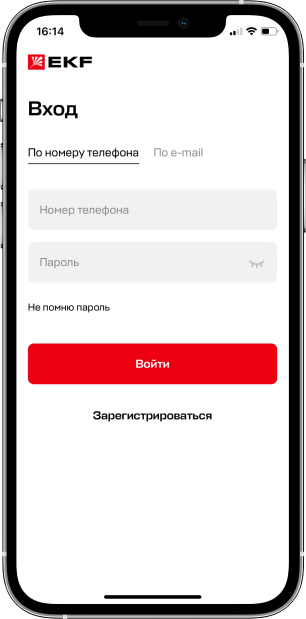 16:14
EKF
Вход
По номеру телефона По e-mail
Номер телефона
Пароль
Не помню пароль
Войти
Зарегистрироваться